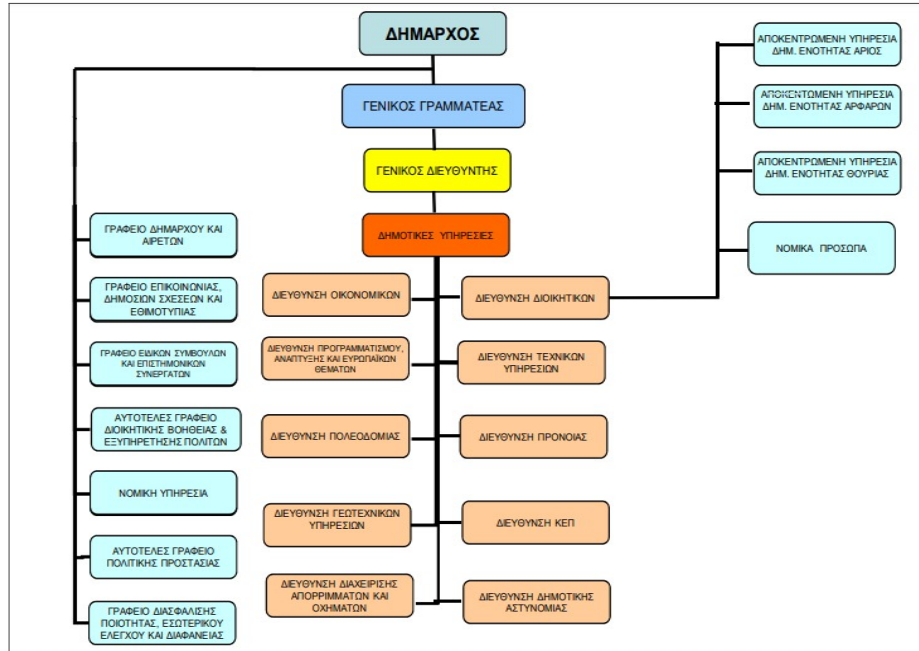 ΔΗΜΑΡΧΟΣ
ΓΕΝΙΚΟΣ ΓΡΑΜΜΑΤΕΑΣ
ΓΕΝΙΚΟΣ ΔΙΕΥΘΥΝΤΗΣ
ΔΗΜΟΤΙΚΕΣ ΥΠΗΡΕΣΙΕΣ
ΓΡΑΦΕΙΟ ΔΗΜΑΡΧΟΥ ΚΑΙ
ΑΙΡΕΤΩΝ
ΓΡΑΦΕΙΟ ΕΠΙΚΟΙΝΩΝΙΑΣ,
ΔΗΜΟΣΙΩΝ ΣΧΕΣΕΩΝ ΚΑΙ
ΕΘΙΜΟΤΥΠΙΑΣ
ΓΡΑΦΕΙΟ ΕΙΔΙΚΩΝ ΣΥΜΒΟΥΛΩΝ
ΚΑΙ ΕΠΙΣΤΗΜΟΝΙΚΩΝ
ΣΥΝΕΡΓΑΤΩΝ
ΑΥΤΟΤΕΛΕΣ ΓΡΑΦΕΙΟ
ΔΙΟΙΚΗΤΙΚΗΣ ΒΟΗΘΕΙΑΣ &
ΕΞΥΠΗΡΕΤΗΣΗΣ ΠΟΛΙΤΩΝ
ΝΟΜΙΚΗ ΥΠΗΡΕΣΙΑ
ΑΥΤΟΤΕΛΕΣ ΓΡΑΦΕΙΟ
ΠΟΛΙΤΙΚΗΣ ΠΡΟΣΤΑΣΙΑΣ
ΓΡΑΦΕΙΟ ΔΙΑΣΦΑΛΙΣΗΣ
ΠΟΙΟΤΗΤΑΣ, ΕΣΩΤΕΡΙΚΟΥ
ΕΛΕΓΧΟΥ ΚΑΙ ΔΙΑΦΑΝΕΙΑΣ
ΔΙΕΥΘΥΝΣΗ ΟΙΚΟΝΟΜΙΚΩΝ
ΔΙΕΥΘΥΝΣΗ ΠΡΟΓΡΑΜΜΑΤΙΣΜΟΥ,
ΑΝΑΠΤΥΞΗΣ ΚΑΙ ΕΥΡΩΠΑΪΚΩΝ
ΘΕΜΑΤΩΝ
ΔΙΕΥΘΥΝΣΗ ΠΟΛΕΟΔΟΜΙΑΣ
ΔΙΕΥΘΥΝΣΗ ΓΕΩΤΕΧΝΙΚΩΝ
ΥΠΗΡΕΣΙΩΝ
ΔΙΕΥΘΥΝΣΗ ΔΙΑΧΕΙΡΙΣΗΣ
ΑΠΟΡΡΙΜΜΑΤΩΝ ΚΑΙ
ΟΧΗΜΑΤΩΝ
ΔΙΕΥΘΥΝΣΗ ΔΙΟΙΚΗΤΙΚΩΝ
ΔΙΕΥΘΥΝΣΗ ΤΕΧΝΙΚΩΝ
ΥΠΗΡΕΣΙΩΝ
ΔΙΕΥΘΥΝΣΗ ΠΡΟΝΟΙΑΣ
ΔΙΕΥΘΥΝΣΗ ΚΕΠ
ΔΙΕΥΘΥΝΣΗ ΔΗΜΟΤΙΚΗΣ
ΑΣΤΥΝΟΜΙΑΣ
ΑΠΟΚΕΝΤΡΩΜΕΝΗ ΥΠΗΡΕΣΙΑ
ΔΗΜ. ΕΝΟΤΗΤΑΣ ΑΡΙΟΣ
ΑΠΟΚΕΝΤΩΜΕΝΗ ΥΠΗΡΕΣΙΑ
ΔΗΜ. ΕΝΟΤΗΤΑΣ ΑΡΦΑΡΩΝ
ΑΠΟΚΕΝΤΡΩΜΕΝΗ ΥΠΗΡΕΣΙΑ
ΔΗΜ. ΕΝΟΤΗΤΑΣ ΘΟΥΡΙΑΣ
ΝΟΜΙΚΑ ΠΡΟΣΩΠΑ